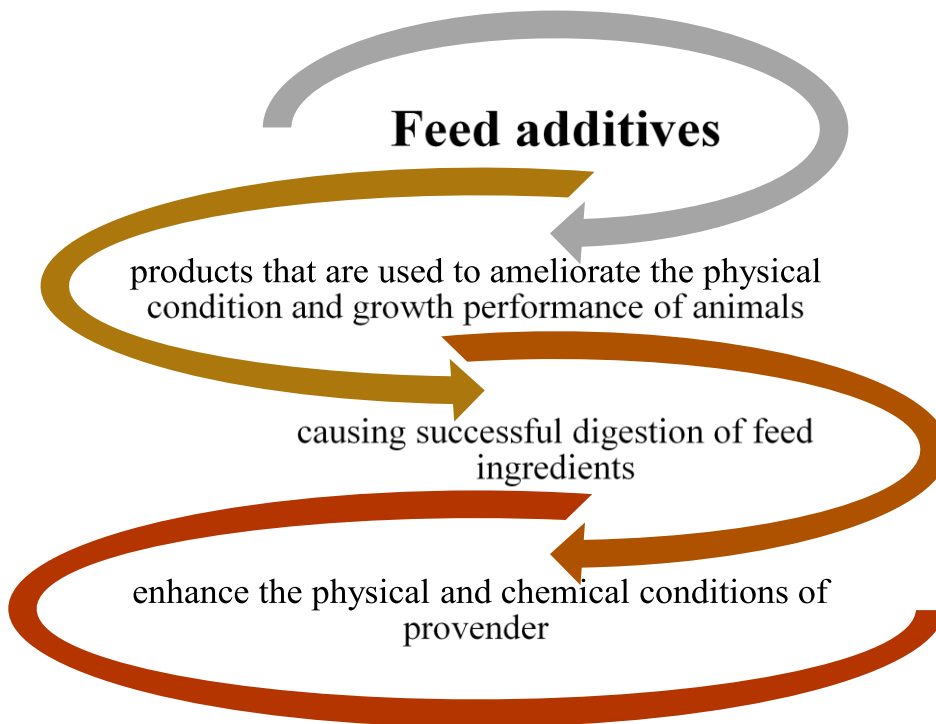 Feed additives
products that are used to ameliorate the physical
condition and growth performance of animals
causing successful digestion of feed
ingredients
enhance the physical and chemical conditions of
provender